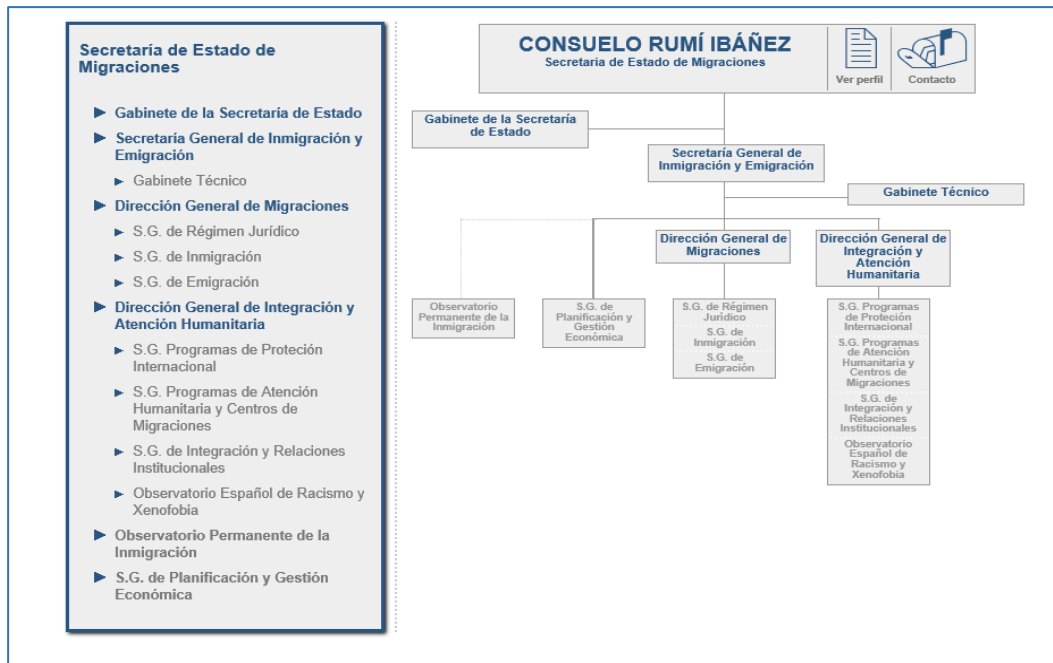 Secretaría de Estado de
Migraciones
Gabinete de la Secretaría de Estado
Secretaría General de Inmigración y
Emigración
Gabinete Técnico
Dirección General de Migraciones
S.G. de Régimen Jurídico
S.G. de Inmigración
S.G. de Emigración
Dirección General de Integración y
Atención Humanitaria
S.G. Programas de Proteción
Internacional
S.G. Programas de Atención
Humanitaria y Centros de
Migraciones
S.G. de Integración y Relaciones
Institucionales
Observatorio Español de Racismo y
Xenofobia
Observatorio Permanente de la
Inmigración
S.G. de Planificación y Gestión
Económica
CONSUELO RUMÍ IBÁÑEZ
Secretaria de Estado de Migraciones
Ver perfil
Contacto
Gabinete de la Secretaría
de Estado
Secretaría General de
Inmigración y Emigración
Gabinete Técnico
Dirección General de
Migraciones
Dirección General de
Integración y
Atención
Humanitaria
Observatorio
Permanente de la
Inmigración
S.G. de
Planificación y
Gestión
Económica
S.G. de Régimen
Jurídico
S.G. de
Inmigración
S.G. de
Emigración
S.G. Programas
de Proteción
Internacional
S.G. Programas
de Atención
Humanitaria y
Centros de
Migraciones
S.G. de
Integración y
Relaciones
Institucionales
Observatorio
Español de
Racismo y
Xenofobia